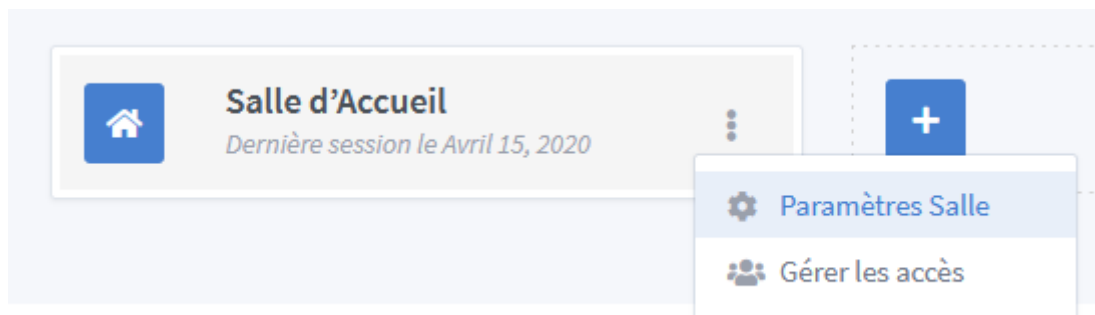 Salle d’Accueil
Dernière session le Avril 15, 2020
Paramètres Salle
Gérer les accès